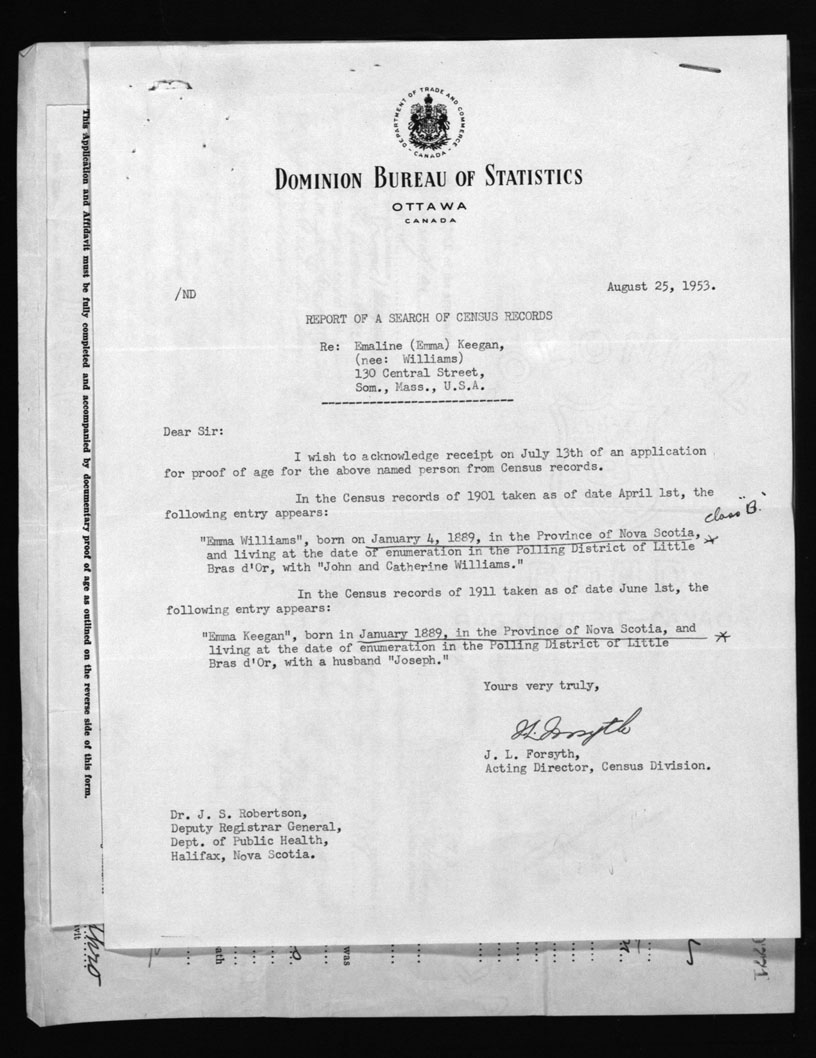 DEPARTMENT OF TRADE AND COMMERCE
- CANADA -
DOMINION BUREAU OF STATISTICS
OTTAWA
CANADA
/ND
August 25, 1953.
REPORT OF A SEARCH OF CENSUS RECORDS
Re: Emaline (Emma) Keegan,
(nee: Williams)
130 Central Street,
Som., Mass., U.S.A.
Dear Sir:
I wish to acknowledge receipt on July 13th of an application
for proof of age for the above named person from Census records.
In the Census records of 1901 taken as of date April 1st, the
following entry appears:
class "B."
"Emma Williams", born on January 4, 1889, in the Province of Nova Scotia,
and living at the date of enumeration in the Polling District of Little
Bras d'Or, with "John and Catherine Williams."
In the Census records of 1911 taken as of date June 1st, the
following entry appears:
"Emma Keegan", born in January 1889, in the Province of Nova Scotia, and
living at the date of enumeration in the Polling District of Little
Bras d'Or, with a husband "Joseph."
Yours very truly,
J. L. Forsyth
J. L. Forsyth,
Acting Director, Census Division.
Dr. J. S. Robertson,
Deputy Registrar General,
Dept. of Public Health,
Halifax, Nova Scotia.
This Application and Affidavit must be fully completed and accompanied by documentary proof of age as outlined on the reverse side of this form.
was